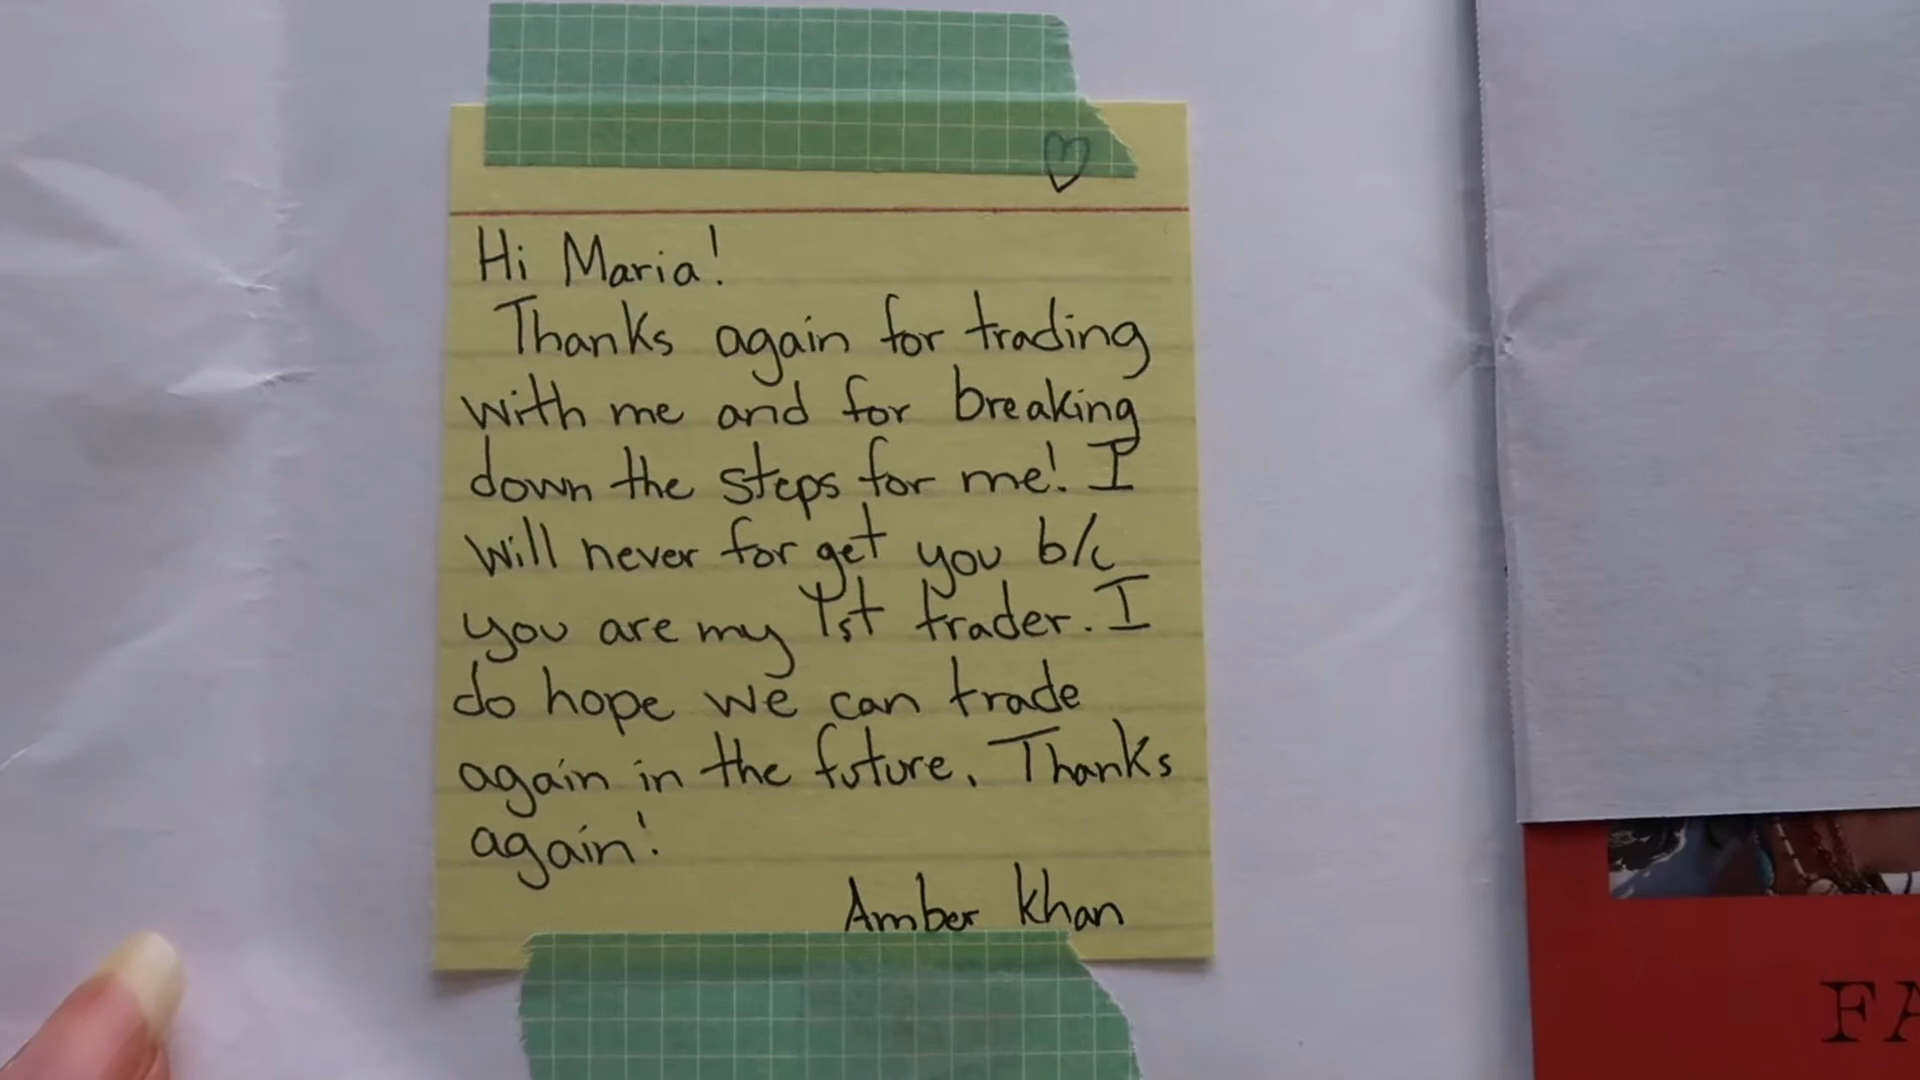 Hi Maria!
Thanks again for trading
with me and for breaking
down the steps for me! I
will never forget you b/c
you are my 1st trader. I
do hope we can trade
again in the future. Thanks
again!
Amber Khan
FA